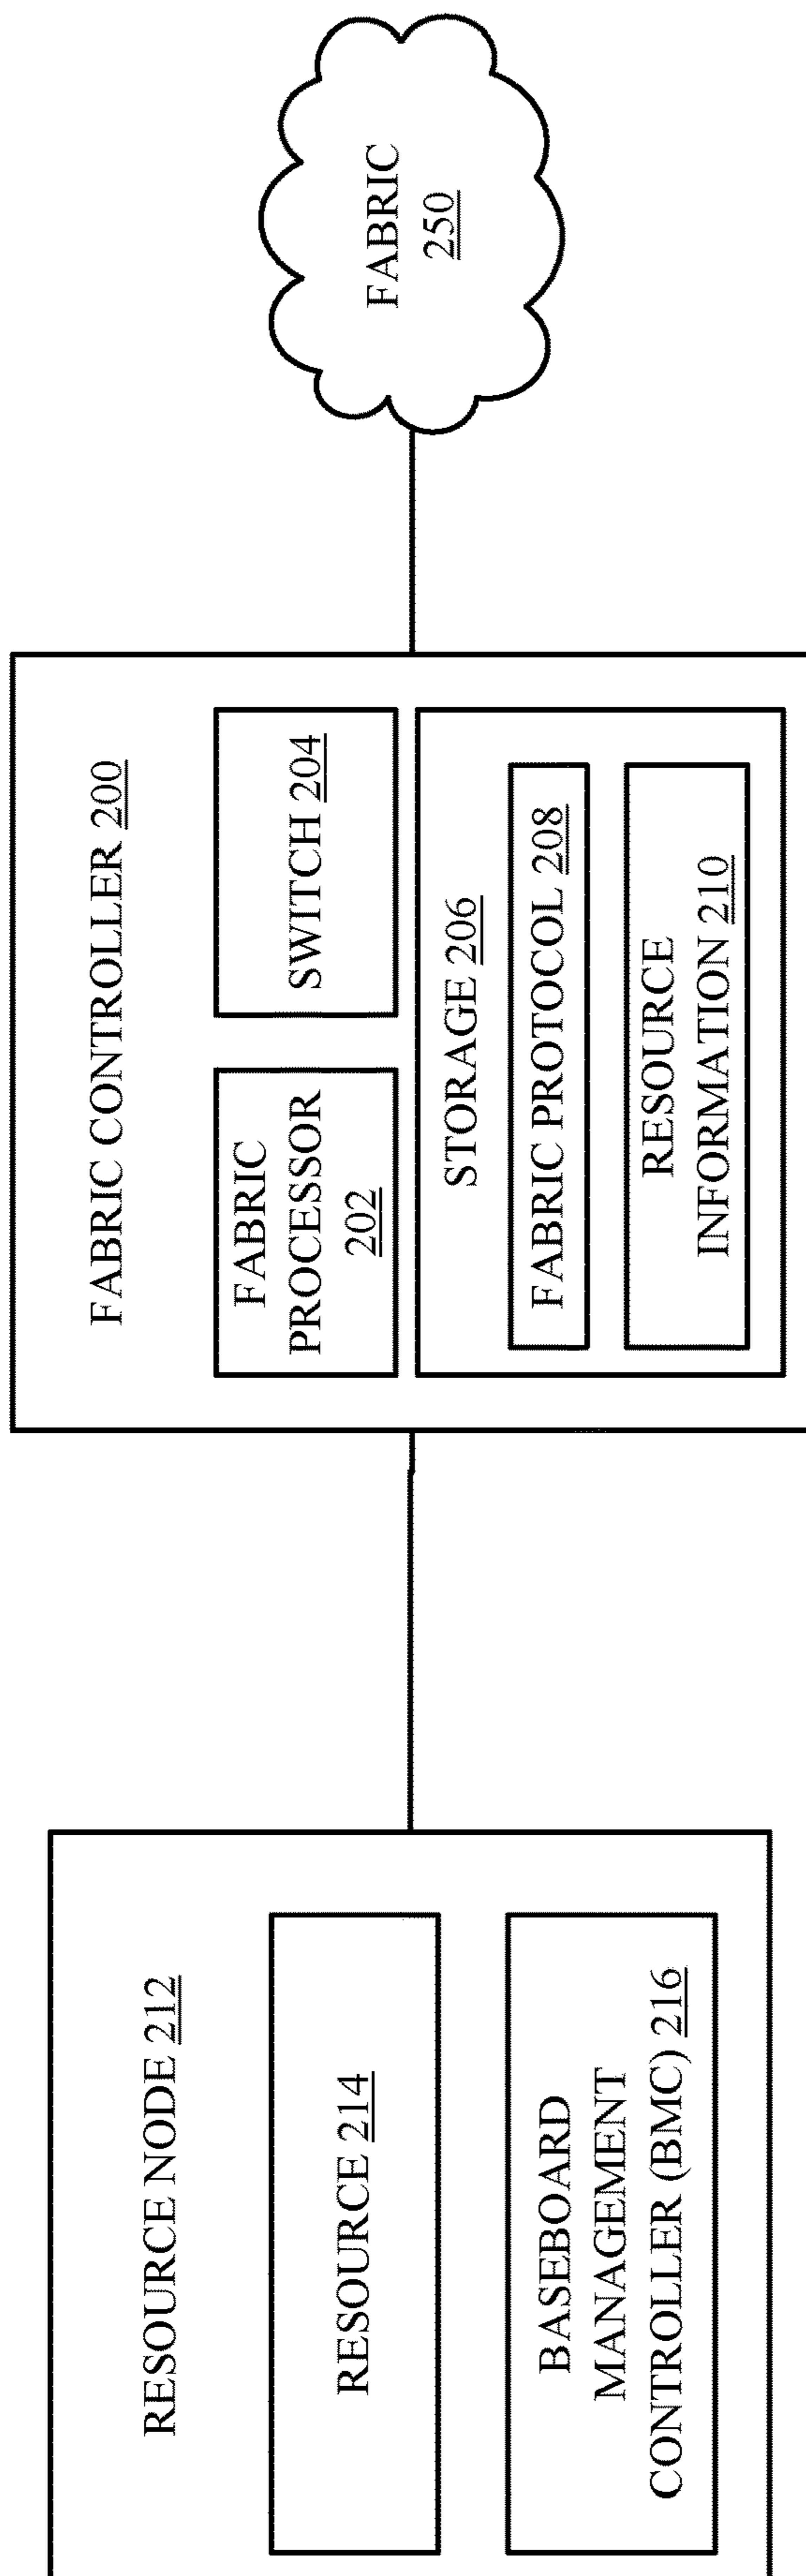 RESOURCE NODE 212
RESOURCE 214
BASEBOARD
MANAGEMENT
CONTROLLER (BMC) 216
FABRIC CONTROLLER 200
FABRIC
PROCESSOR
202
SWITCH 204
STORAGE 206
FABRIC PROTOCOL 208
RESOURCE
INFORMATION 210
FABRIC
250